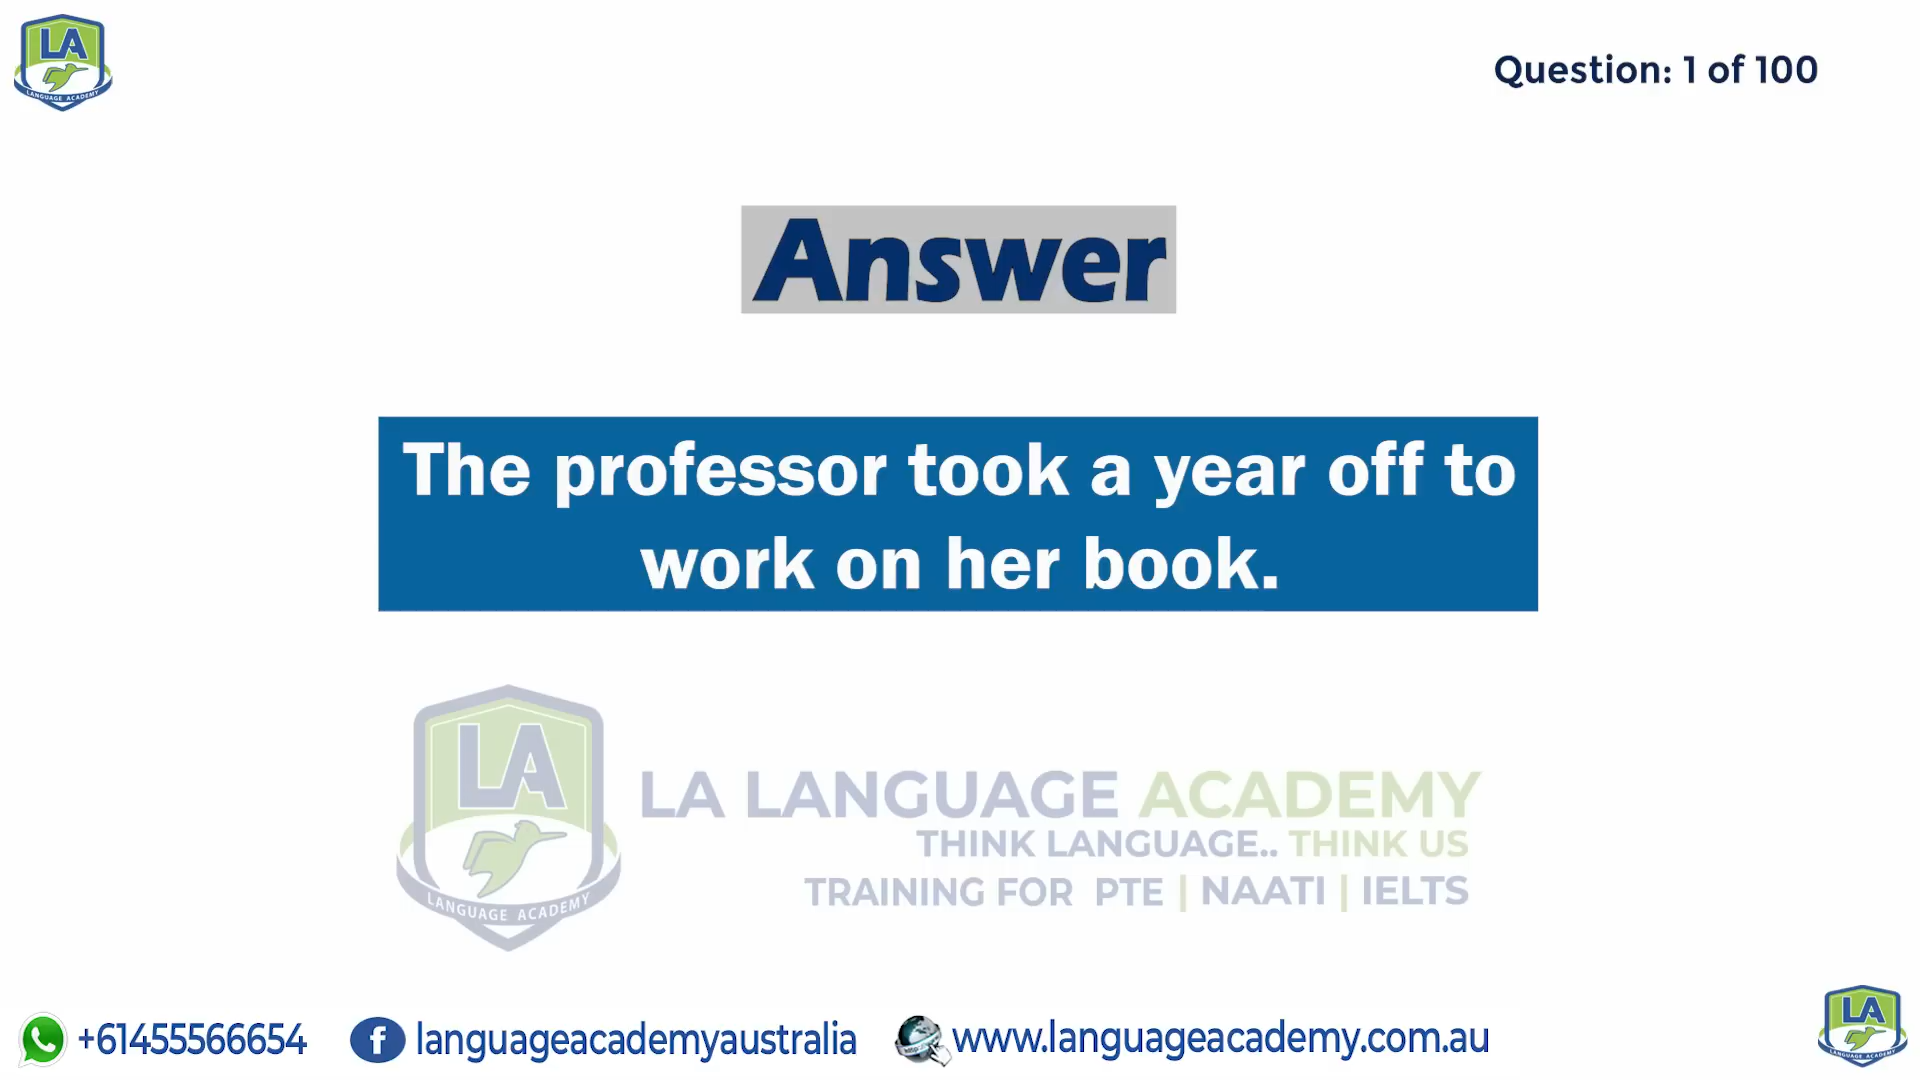 LA
LANGUAGE ACADEMY
Question: 1 of 100
Answer
The professor took a year off to
work on her book.
LA
LANGUAGE ACADEMY
LA LANGUAGE ACADEMY
THINK LANGUAGE.. THINK US
TRAINING FOR PTE | NAATI | IELTS
+61455566654
languageacademyaustralia
www.languageacademy.com.au
LA
LANGUAGE ACADEMY